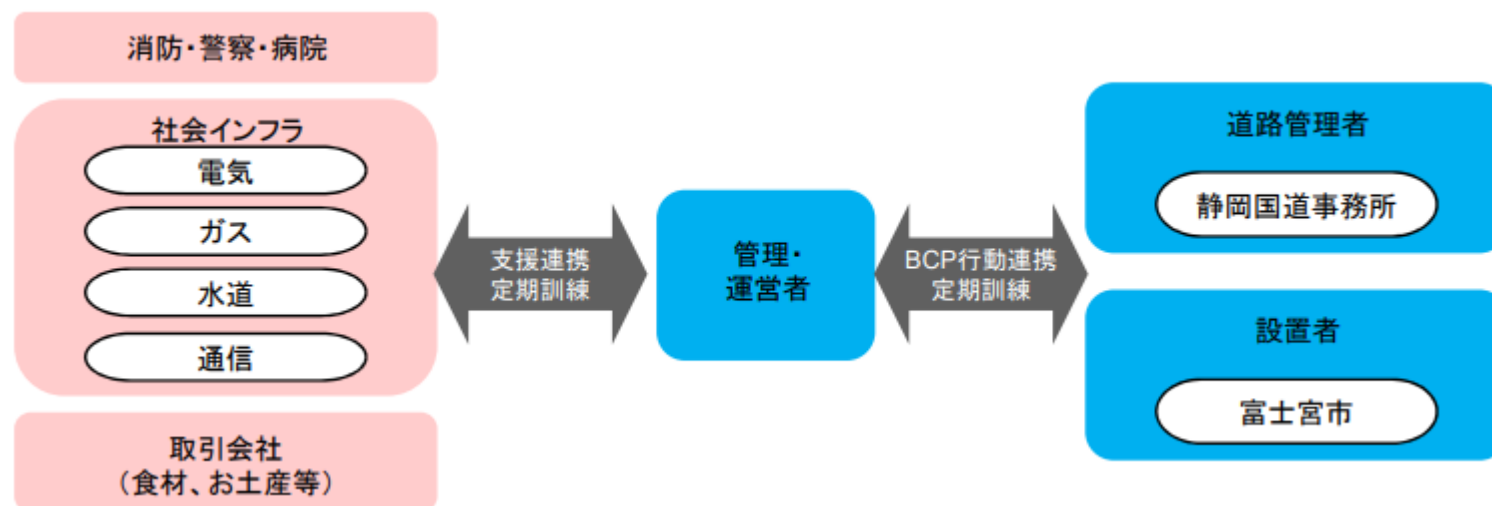 消防・警察・病院
社会インフラ
電気
ガス
水道
通信
取引会社
（食材、お土産等）
支援連携
定期訓練
管理・
運営者
BCP行動連携
定期訓練
道路管理者
静岡国道事務所
設置者
富士宮市